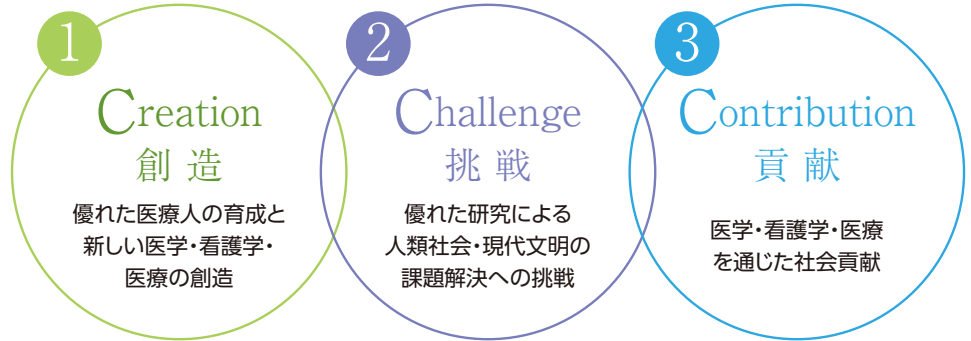 1
Creation
創造
優れた医療人の育成と
新しい医学・看護学・
医療の創造
2
Challenge
挑戦
優れた研究による
人類社会・現代文明の
課題解決への挑戦
3
Contribution
貢献
医学・看護学・医療
を通じた社会貢献